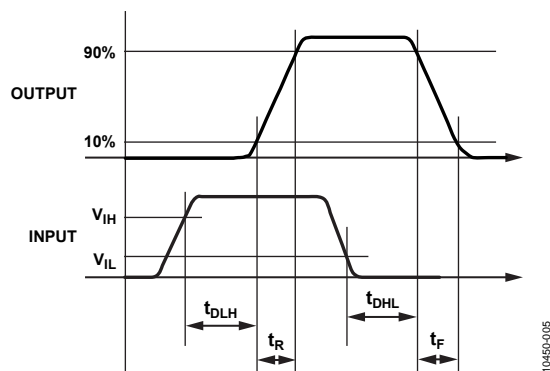 90%
OUTPUT
10%
VIH
INPUT
VIL
tDLH
tDHL
tR
tF
10450-005